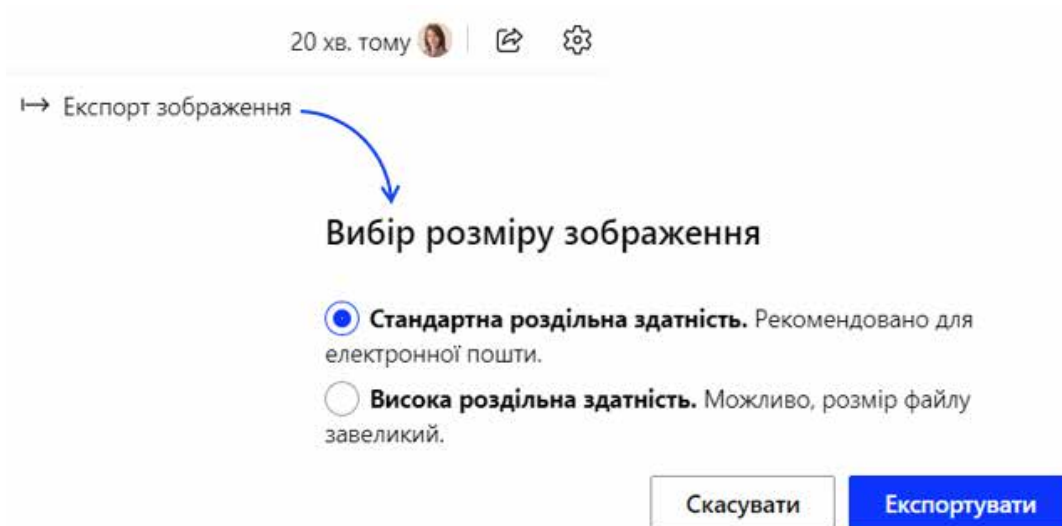 20 хв. тому
Експорт зображення
Вибір розміру зображення
Стандартна роздільна здатність. Рекомендовано для
електронної пошти.
Висока роздільна здатність. Можливо, розмір файлу
завеликий.
Скасувати Експортувати